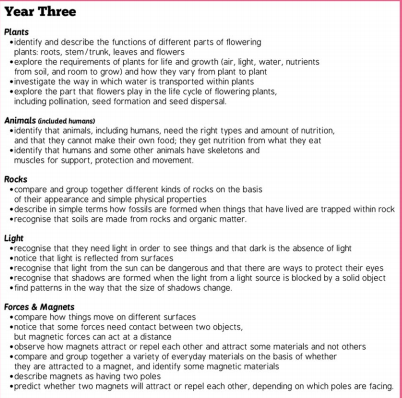 Year Three
Plants
•identify and describe the functions of different parts of flowering
plants: roots, stem/trunk, leaves and flowers
•explore the requirements of plants for life and growth (air, light, water, nutrients
from soil, and room to grow) and how they vary from plant to plant
•investigate the way in which water is transported within plants
•explore the part that flowers play in the life cycle of flowering plants,
including pollination, seed formation and seed dispersal.
Animals (included humans)
•identify that animals, including humans, need the right types and amount of nutrition,
and that they cannot make their own food; they get nutrition from what they eat
•identify that humans and some other animals have skeletons and
muscles for support, protection and movement.
Rocks
•compare and group together different kinds of rocks on the basis
of their appearance and simple physical properties
•describe in simple terms how fossils are formed when things that have lived are trapped within rock
•recognise that soils are made from rocks and organic matter.
Light
•recognise that they need light in order to see things and that dark is the absence of light
•notice that light is reflected from surfaces
•recognise that light from the sun can be dangerous and that there are ways to protect their eyes
•recognise that shadows are formed when the light from a light source is blocked by a solid object
•find patterns in the way that the size of shadows change.
Forces & Magnets
•compare how things move on different surfaces
•notice that some forces need contact between two objects,
but magnetic forces can act at a distance
•observe how magnets attract or repel each other and attract some materials and not others
•compare and group together a variety of everyday materials on the basis of whether
they are attracted to a magnet, and identify some magnetic materials
•describe magnets as having two poles
•predict whether two magnets will attract or repel each other, depending on which poles are facing.